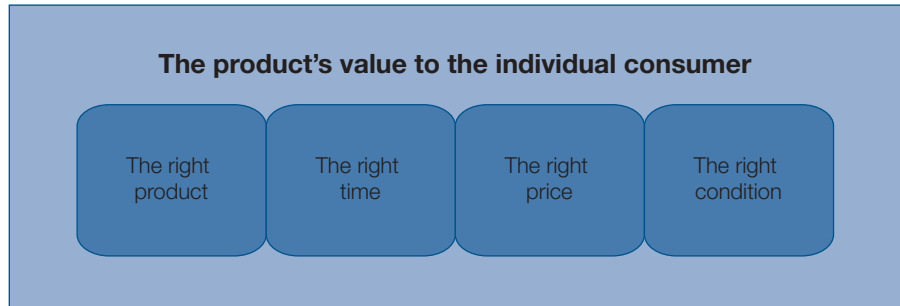 The product’s value to the individual consumer
The right
product
The right
time
The right
price
The right
condition